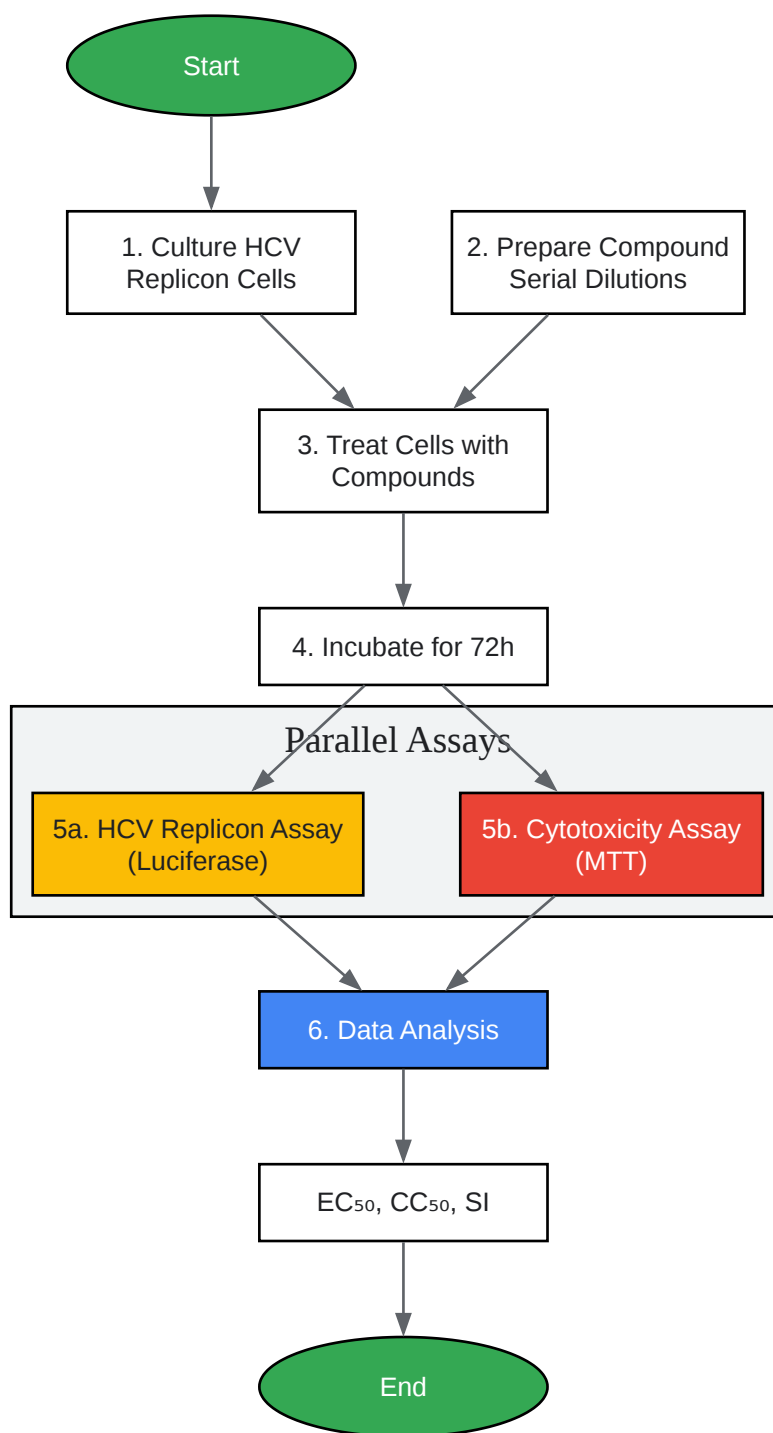 Start
1. Culture HCV
Replicon Cells
2. Prepare Compound
Serial Dilutions
3. Treat Cells with
Compounds
4. Incubate for 72h
Parallel Assays
5a. HCV Replicon Assay
(Luciferase)
5b. Cytotoxicity Assay
(MTT)
6. Data Analysis
EC₅₀, CC₅₀, SI
End